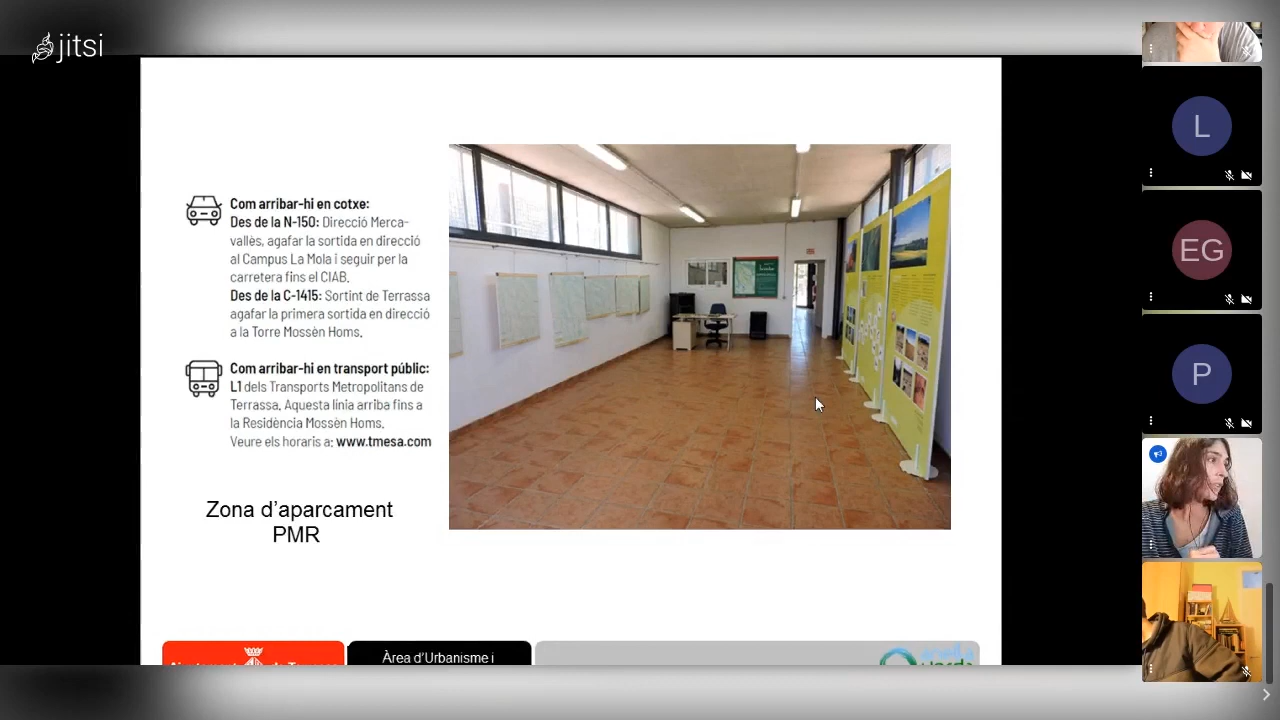 jitsi
Com arribar-hi en cotxe:
Des de la N-150: Direcció Merca-
vallès, agafar la sortida en direcció
al Campus La Mola i seguir per la
carretera fins el CIAB.
Des de la C-1415: Sortint de Terrassa
agafar la primera sortida en direcció
a la Torre Mossèn Homs.
Com arribar-hi en transport públic:
L1 dels Transports Metropolitans de
Terrassa. Aquesta línia arriba fins a
la Residència Mossèn Homs.
Veure els horaris a: www.tmesa.com
Zona d'aparcament
PMR
Àrea d'Urbanisme i
L
EG
P